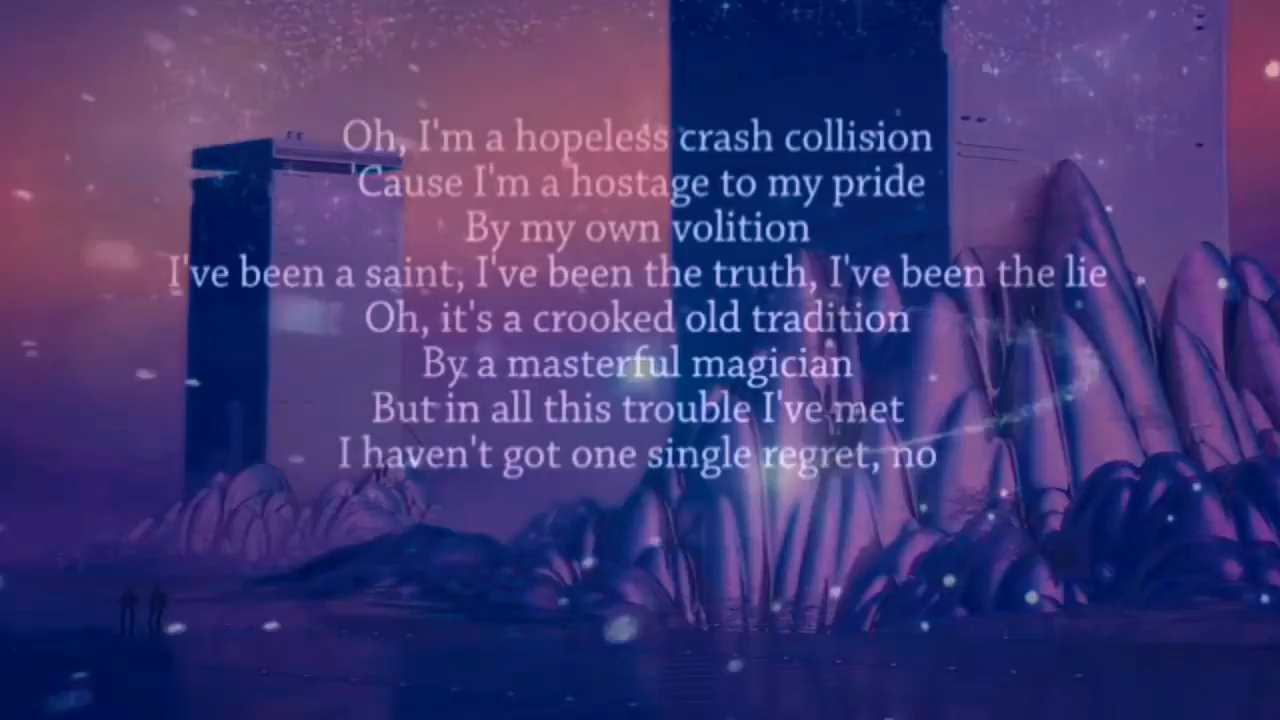 Oh, I'm a hopeless crash collision
'Cause I'm a hostage to my pride
By my own volition
I've been a saint, I've been the truth, I've been the lie
Oh, it's a crooked old tradition
By a masterful magician
But in all this trouble I've met
I haven't got one single regret, no